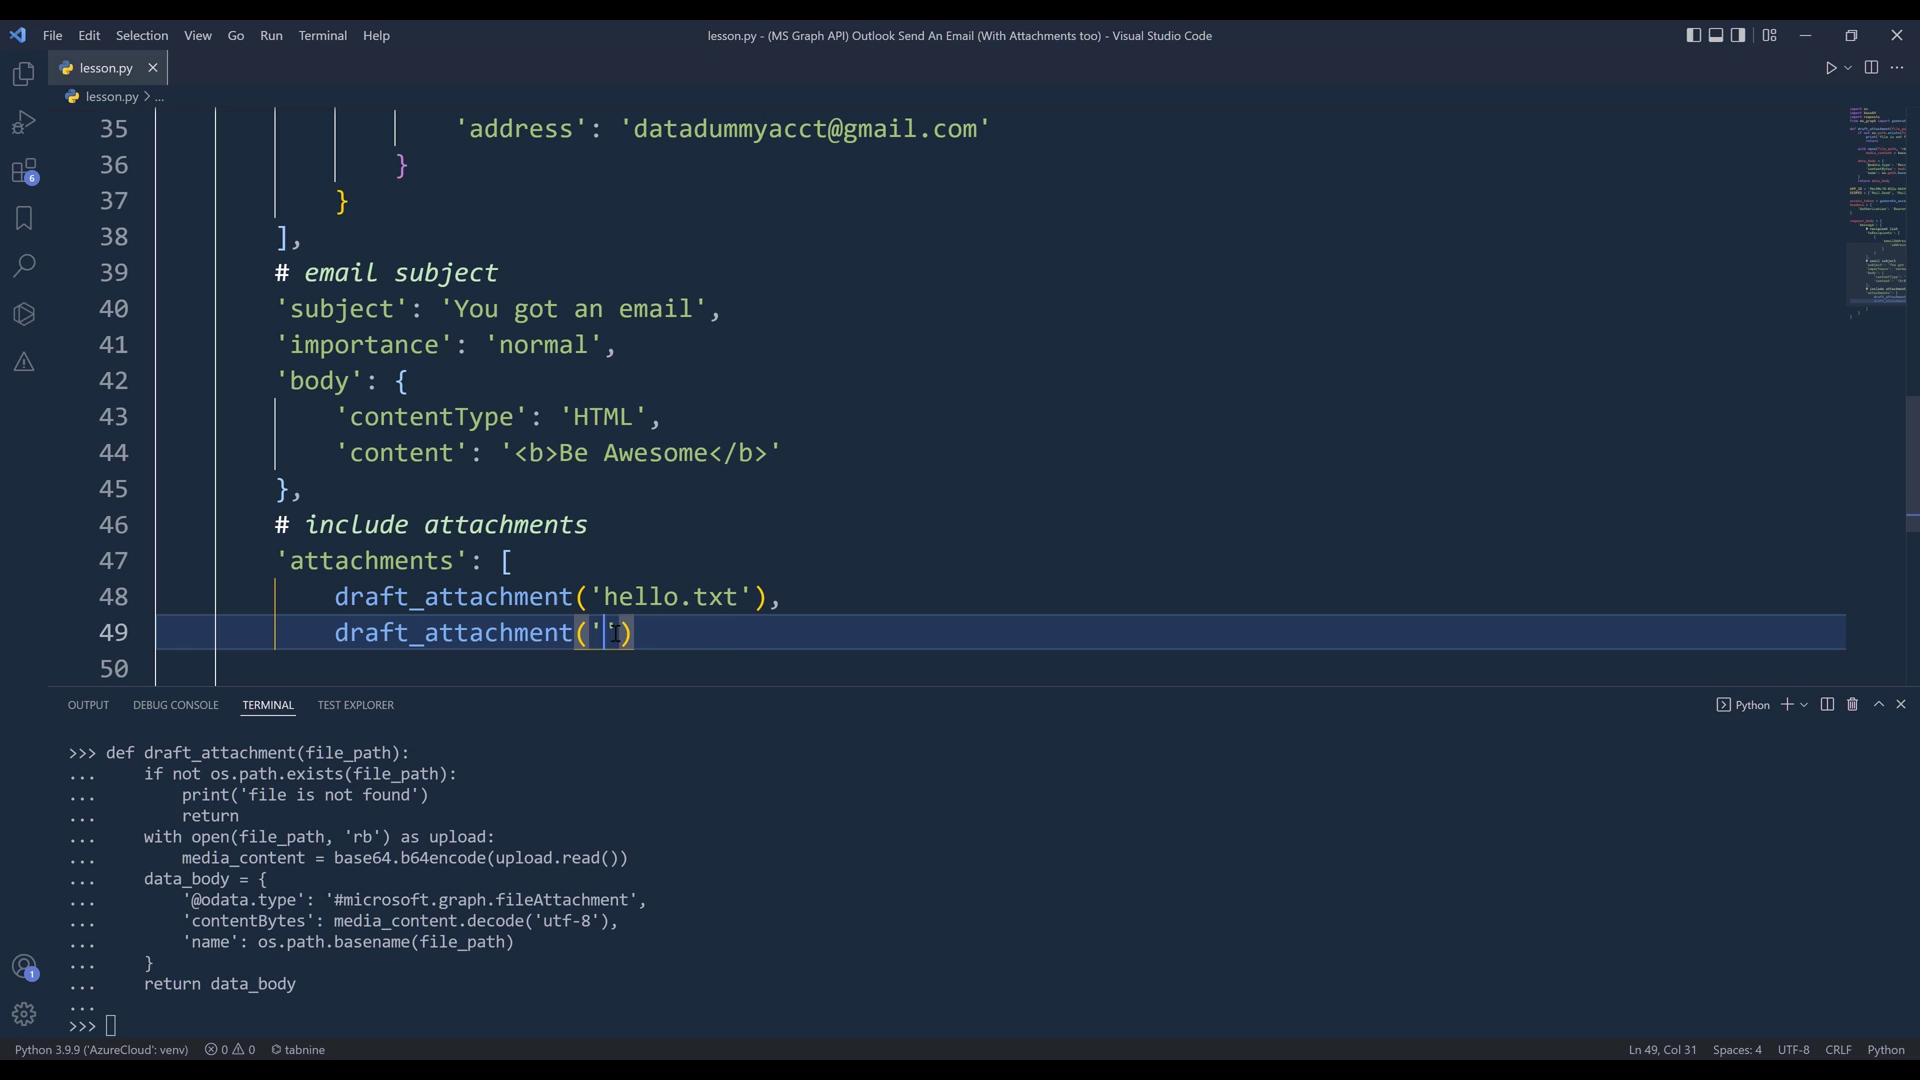 File Edit Selection View Go Run Terminal Help
lesson.py - (MS Graph API) Outlook Send An Email (With Attachments too) - Visual Studio Code
lesson.py
lesson.py > ...
35 'address': 'datadummyacct@gmail.com'
36 }
37 }
38 ],
39 # email subject
40 'subject': 'You got an email',
41 'importance': 'normal',
42 'body': {
43 'contentType': 'HTML',
44 'content': '<b>Be Awesome</b>'
45 },
46 # include attachments
47 'attachments': [
48 draft_attachment('hello.txt'),
49 draft_attachment('')
50
6
OUTPUT DEBUG CONSOLE TERMINAL TEST EXPLORER
Python
>>> def draft_attachment(file_path):
... if not os.path.exists(file_path):
... print('file is not found')
... return
... with open(file_path, 'rb') as upload:
... media_content = base64.b64encode(upload.read())
... data_body = {
... '@odata.type': '#microsoft.graph.fileAttachment',
... 'contentBytes': media_content.decode('utf-8'),
... 'name': os.path.basename(file_path)
... }
... return data_body
...
>>>
1
Python 3.9.9 ('AzureCloud': venv) 0 0 tabnine
Ln 49, Col 31 Spaces: 4 UTF-8 CRLF Python